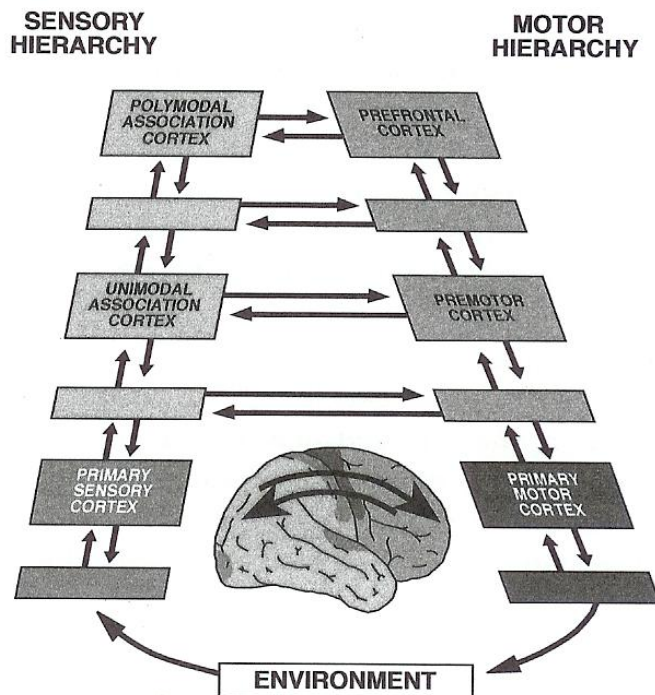 SENSORY
HIERARCHY
MOTOR
HIERARCHY
POLYMODAL
ASSOCIATION
CORTEX
PREFRONTAL
CORTEX
UNIMODAL
ASSOCIATION
CORTEX
PREMOTOR
CORTEX
PRIMARY
SENSORY
CORTEX
PRIMARY
MOTOR
CORTEX
ENVIRONMENT